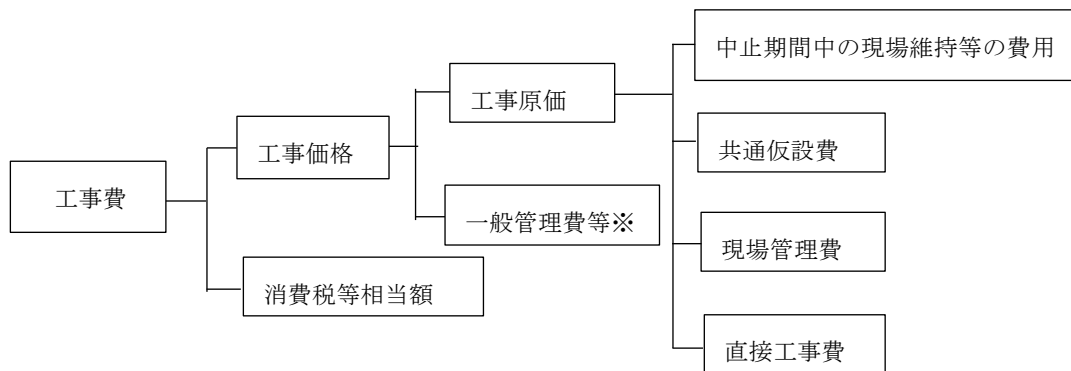 中止期間中の現場維持等の費用
工事原価
共通仮設費
工事価格
工事費
一般管理費等※
現場管理費
消費税等相当額
直接工事費